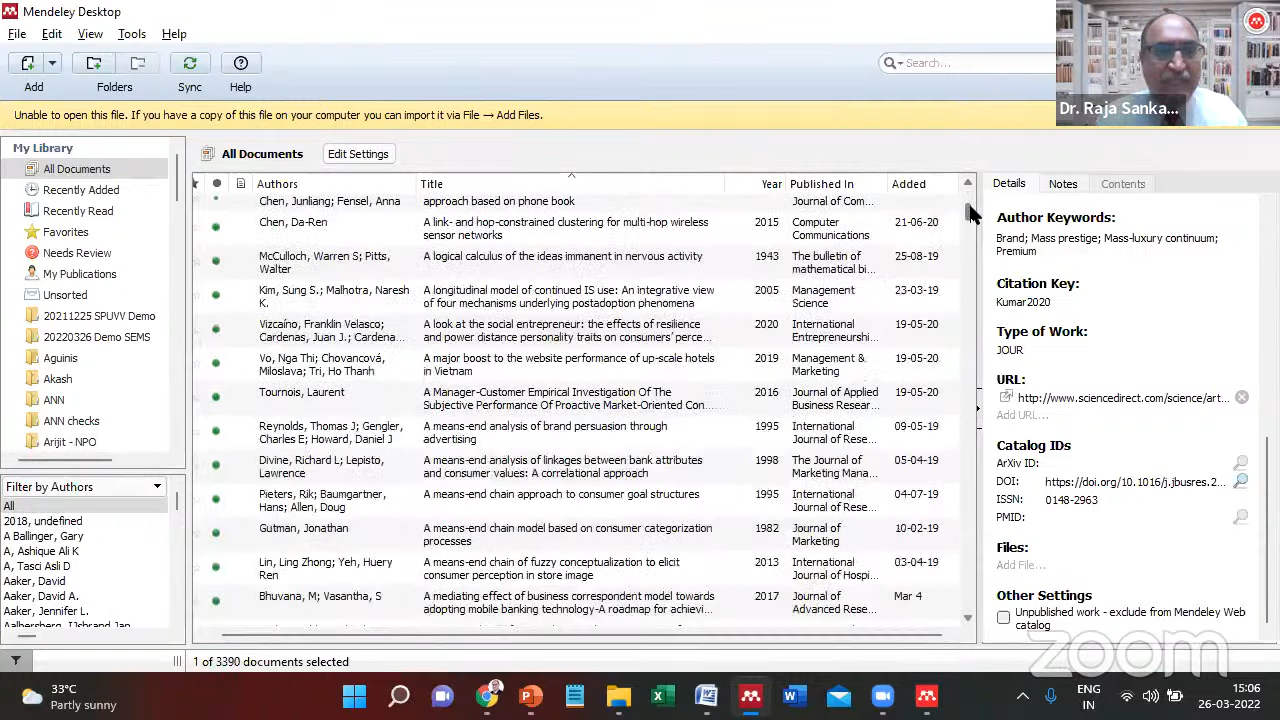 Mendeley Desktop
File Edit View Tools Help
Search...
Add Folders Sync Help
Dr. Raja Sanka...
Unable to open this file. If you have a copy of this file on your computer you can add it via File → Add Files.
My Library
All Documents
Recently Added
Recently Read
Favorites
Needs Review
My Publications
Unsorted
20211225 SPUVV Demo
20220326 Demo SEMS
Aguinis
Akash
ANN
ANN checks
Arijit - NPO
Filter by Authors
All
2018, undefined
A Ballinger, Gary
A, Ashique Ali K
A, Tasci Asli D
Aaker, David
Aaker, David A.
Aaker, Jennifer L.
Aalbersberg, IJsbrand Jan
All Documents Edit Settings
Authors Title Year Published In Added
Chen, Junliang; Fensel, Anna approach based on phone book Journal of Com...
Chen, Da-Ren A link- and hop-constrained clustering for multi-hop wireless 2015 Computer 21-06-20
sensor networks Communications
McCulloch, Warren S; Pitts, A logical calculus of the ideas immanent in nervous activity 1943 The bulletin of 25-08-19
Walter mathematical bi...
Kim, Sung S.; Malhotra, Naresh A longitudinal model of continued IS use: An integrative view 2005 Management 23-03-19
K. of four mechanisms underlying postadoption phenomena Science
Vizcaíno, Franklin Velasco; A look at the social entrepreneur: the effects of resilience 2020 International 19-05-20
Cardenas, Juan J.; Cardena... and power distance personality traits on consumers' perce... Entrepreneurshi...
Vo, Nga Thi; Chovancová, A major boost to the website performance of up-scale hotels 2019 Management & 19-05-20
Miloslava; Tri, Ho Thanh in Vietnam Marketing
Tournois, Laurent A Manager-Customer Empirical Investigation Of The 2016 Journal of Applied 19-05-20
Subjective Performance Of Proactive Market-Oriented Con... Business Resear...
Reynolds, Thomas J; Gengler, A means-end analysis of brand persuasion through 1995 International 09-05-19
Charles E; Howard, Daniel J advertising Journal of Rese...
Divine, Richard L; Lepisto, A means-end analysis of linkages between bank attributes 1998 The Journal of 05-04-19
Lawrence and consumer values: A correlational approach Marketing Mana...
Pieters, Rik; Baumgartner, A means-end chain approach to consumer goal structures 1995 International 04-07-19
Hans; Allen, Doug Journal of Rese...
Gutman, Jonathan A means-end chain model based on consumer categorization 1982 Journal of 10-02-19
processes Marketing
Lin, Ling Zhong; Yeh, Huery A means-end chain of fuzzy conceptualization to elicit 2013 International 03-04-19
Ren consumer perception in store image Journal of Hospi...
Bhuvana, M; Vasantha, S A mediating effect of business correspondent model towards 2017 Journal of Mar 4
adopting mobile banking technology-A roadmap for achievi... Advanced Rese...
1 of 3390 documents selected
Details Notes Contents
Author Keywords:
Brand; Mass prestige; Mass-luxury continuum;
Premium
Citation Key:
Kumar2020
Type of Work:
JOUR
URL:
http://www.sciencedirect.com/science/art...
Add URL...
Catalog IDs
ArXiv ID:
DOI: https://doi.org/10.1016/j.jbusres.2...
ISSN: 0148-2963
PMID:
Files:
Add File...
Other Settings
Unpublished work - exclude from Mendeley Web
catalog
zoom
33°C
Partly sunny
ENG
IN
15:06
26-03-2022